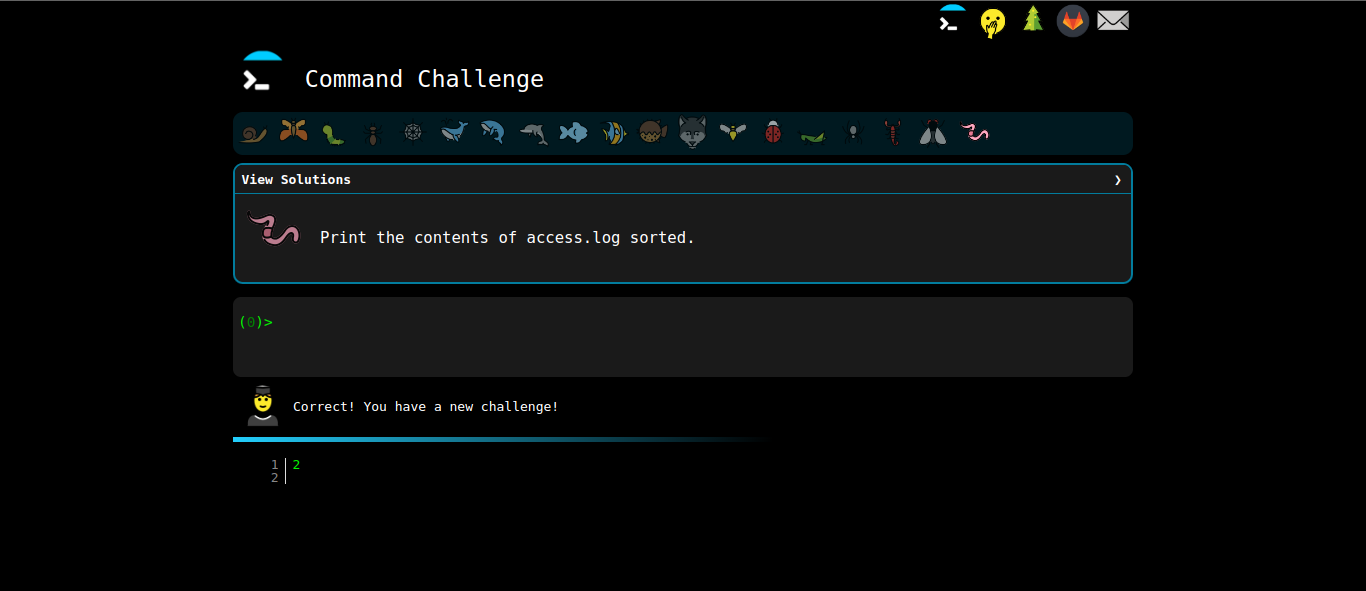 Command Challenge
View Solutions ❯
Print the contents of access.log sorted.
(0)>
Correct! You have a new challenge!
1 2
2